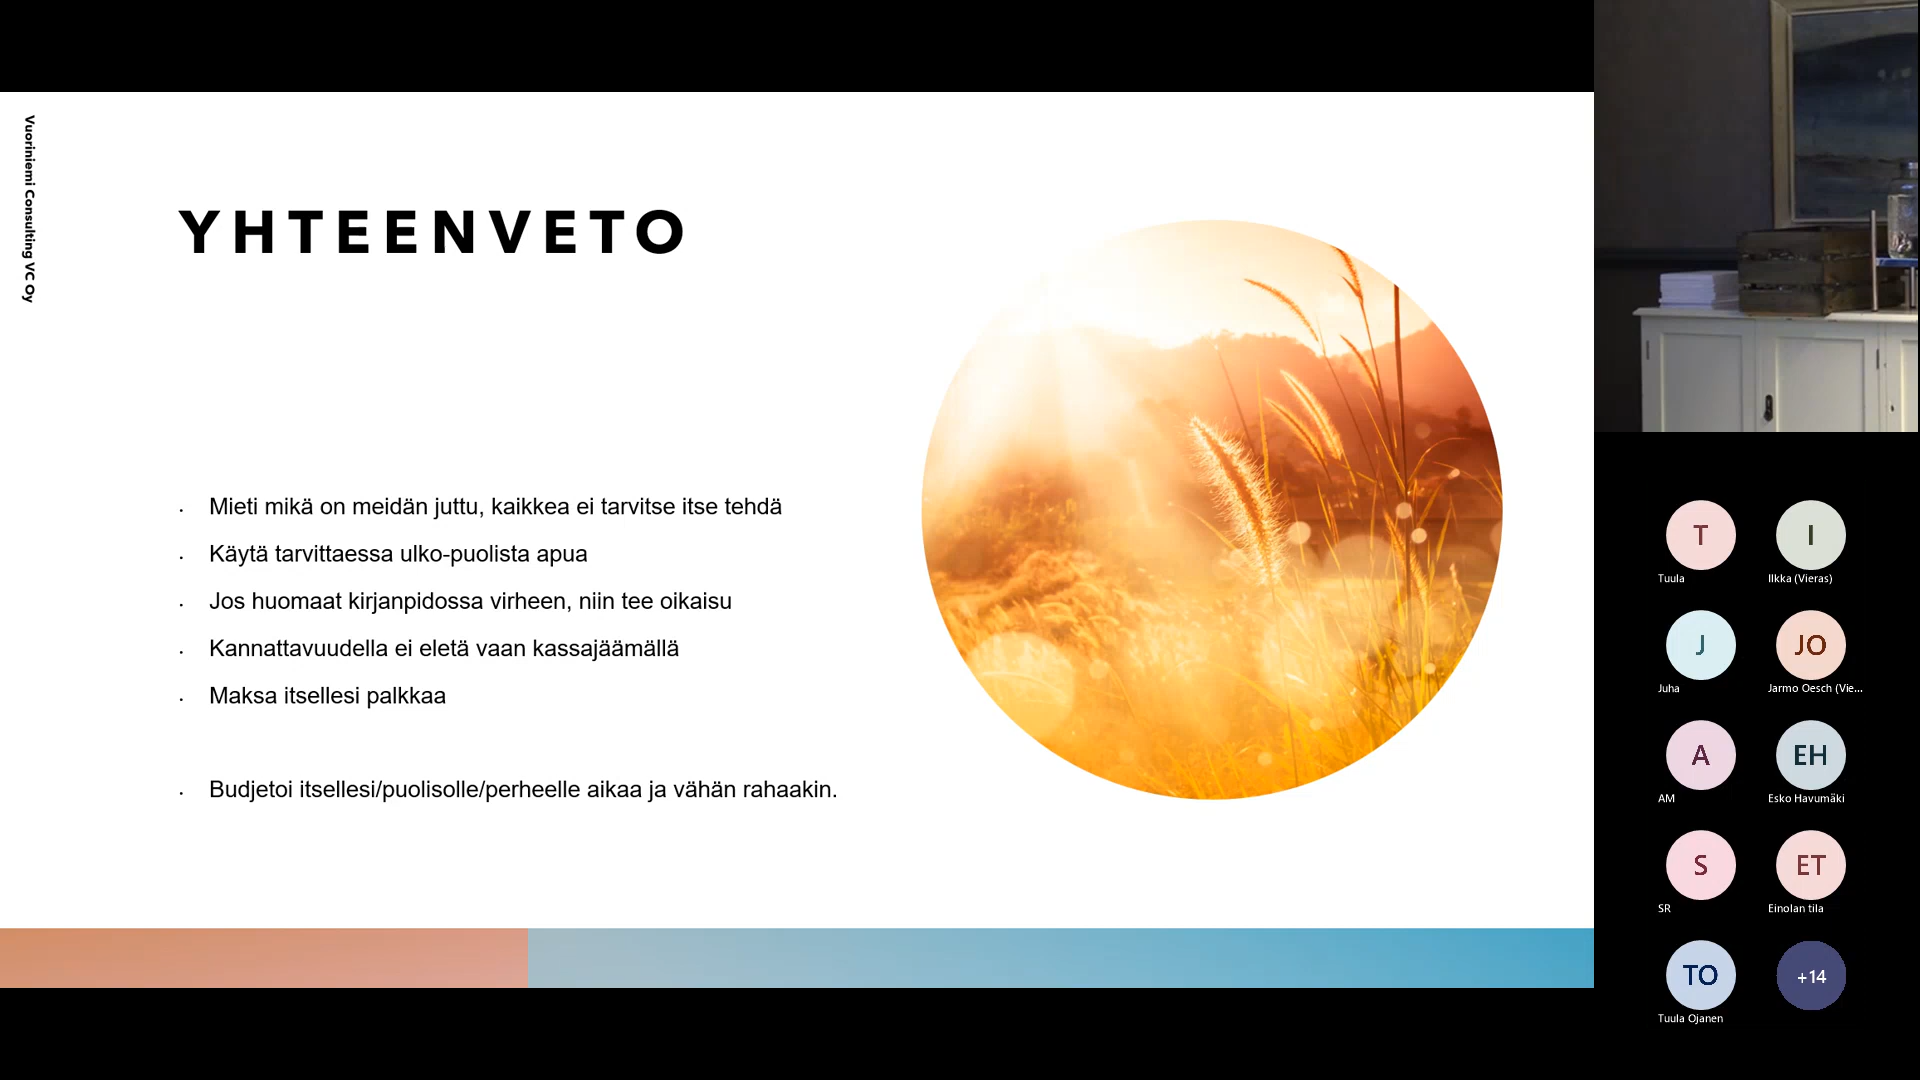 Vuoriniemi Consulting VC Oy
YHTEENVETO
Mieti mikä on meidän juttu, kaikkea ei tarvitse itse tehdä
Käytä tarvittaessa ulko-puolista apua
Jos huomaat kirjanpidossa virheen, niin tee oikaisu
Kannattavuudella ei eletä vaan kassajäämällä
Maksa itsellesi palkkaa
Budjetoi itsellesi/puolisolle/perheelle aikaa ja vähän rahaakin.
T
Tuula
I
Ilkka (Vieras)
J
Juha
JO
Jarmo Oesch (Vie...
A
AM
EH
Esko Havumäki
S
SR
ET
Einolan tila
TO
Tuula Ojanen
+14